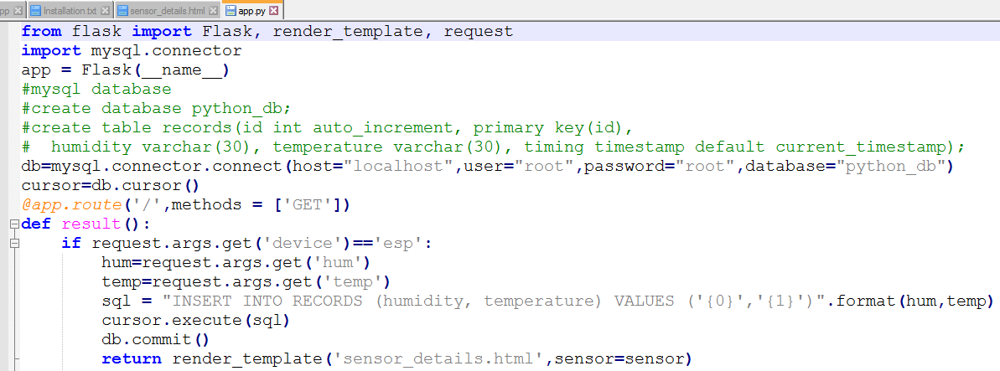 pp Installation.txt sensor_details.html app.py
from flask import Flask, render_template, request
import mysql.connector
app = Flask(__name__)
#mysql database
#create database python_db;
#create table records(id int auto_increment, primary key(id),
#  humidity varchar(30), temperature varchar(30), timing timestamp default current_timestamp);
db=mysql.connector.connect(host="localhost",user="root",password="root",database="python_db")
cursor=db.cursor()
@app.route('/',methods = ['GET'])
def result():
    if request.args.get('device')=='esp':
        hum=request.args.get('hum')
        temp=request.args.get('temp')
        sql = "INSERT INTO RECORDS (humidity, temperature) VALUES ('{0}','{1}')".format(hum,temp)
        cursor.execute(sql)
        db.commit()
        return render_template('sensor_details.html',sensor=sensor)